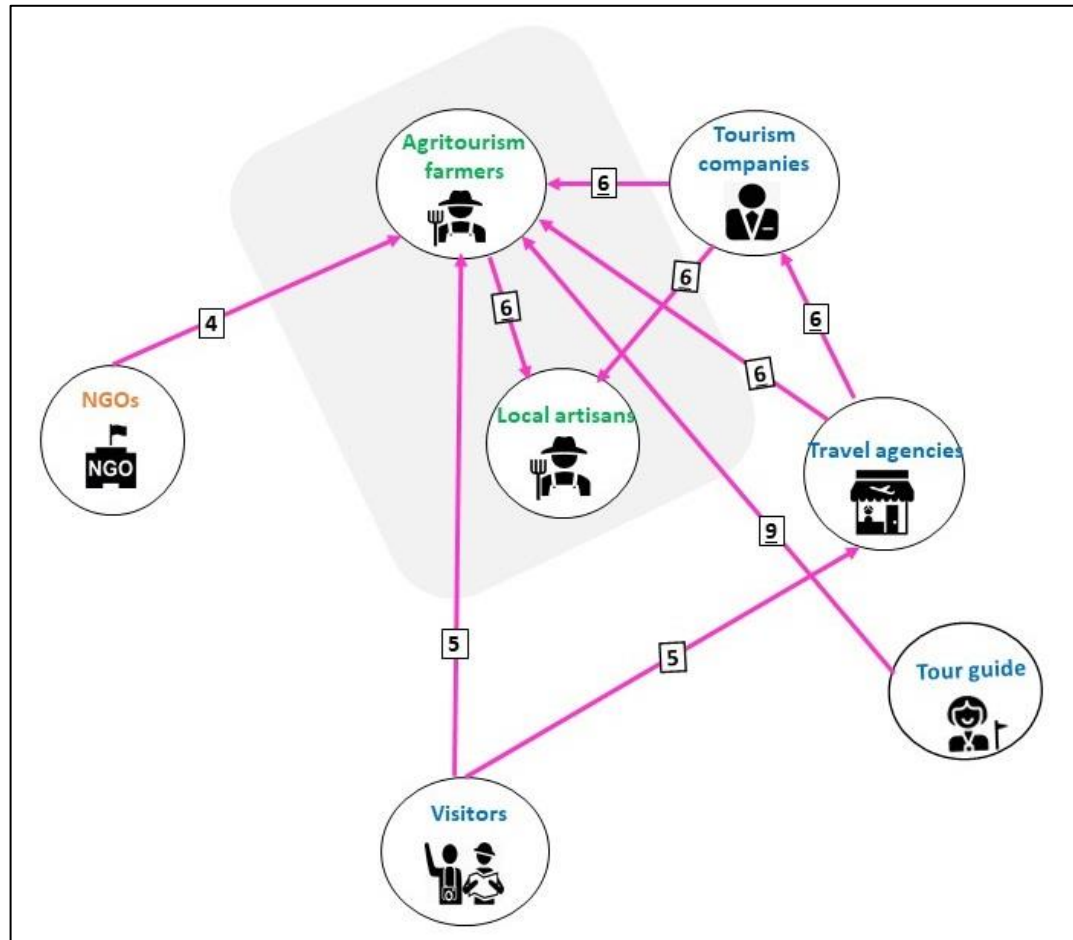 Agritourism
farmers
Tourism
companies
6
6
6
4
6
6
NGOs
NGO
Local artisans
Travel agencies
9
5
5
Tour guide
Visitors